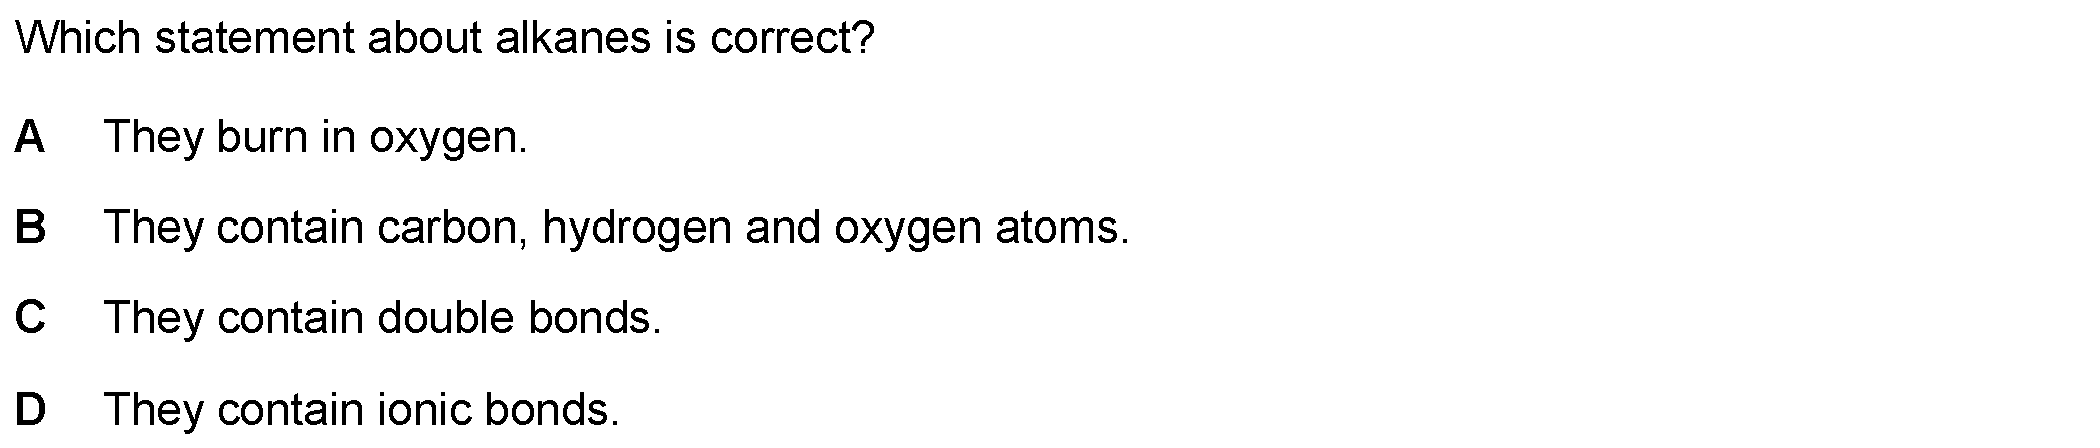 Which statement about alkanes is correct?
A They burn in oxygen.
B They contain carbon, hydrogen and oxygen atoms.
C They contain double bonds.
D They contain ionic bonds.